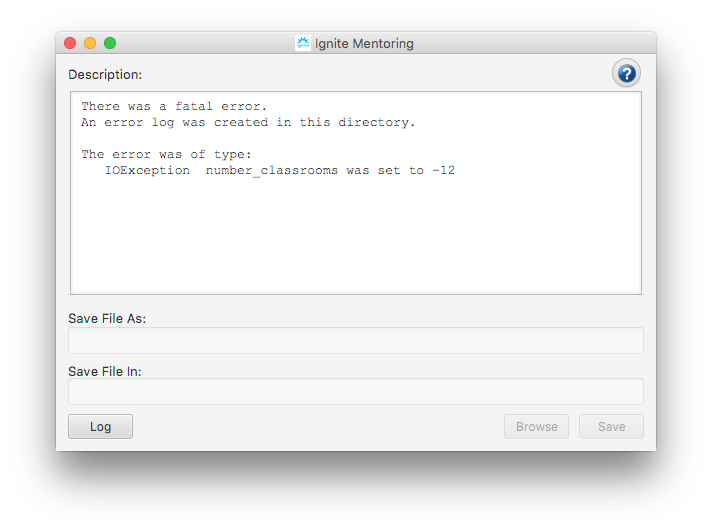 Ignite Mentoring
Description:
?
There was a fatal error.
An error log was created in this directory.
The error was of type:
IOException  number_classrooms was set to -12
Save File As:
Save File In:
Log
Browse
Save